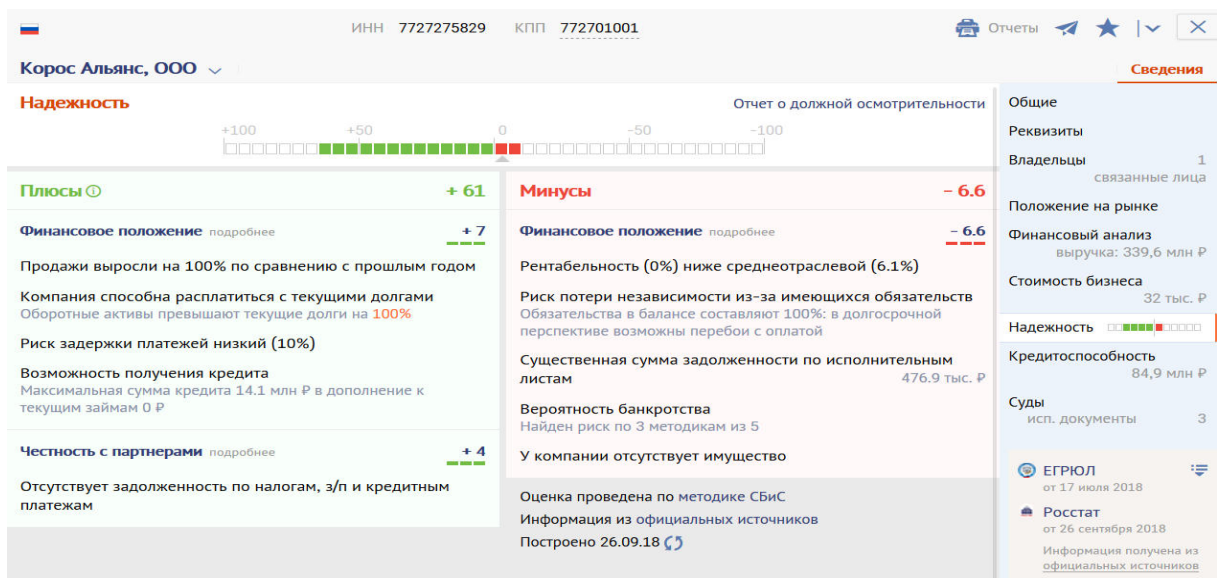 ИНН 7727275829 КПП 772701001 Отчеты
Корос Альянс, ООО
Сведения
Надежность
Отчет о должной осмотрительности
+100 +50 0 -50 -100
Плюсы + 61
Финансовое положение подробнее + 7
Продажи выросли на 100% по сравнению с прошлым годом
Компания способна расплатиться с текущими долгами
Оборотные активы превышают текущие долги на 100%
Риск задержки платежей низкий (10%)
Возможность получения кредита
Максимальная сумма кредита 14.1 млн ₽ в дополнение к
текущим займам 0 ₽
Честность с партнерами подробнее + 4
Отсутствует задолженность по налогам, з/п и кредитным
платежам
Минусы – 6.6
Финансовое положение подробнее – 6.6
Рентабельность (0%) ниже среднеотраслевой (6.1%)
Риск потери независимости из-за имеющихся обязательств
Обязательства в балансе составляют 100%: в долгосрочной
перспективе возможны перебои с оплатой
Существенная сумма задолженности по исполнительным
листам 476.9 тыс. ₽
Вероятность банкротства
Найден риск по 3 методикам из 5
У компании отсутствует имущество
Оценка проведена по методике СБиС
Информация из официальных источников
Построено 26.09.18
Общие
Реквизиты
Владельцы 1
связанные лица
Положение на рынке
Финансовый анализ
выручка: 339,6 млн ₽
Стоимость бизнеса
32 тыс. ₽
Надежность
Кредитоспособность
84,9 млн ₽
Суды
исп. документы 3
ЕГРЮЛ
от 17 июля 2018
Росстат
от 26 сентября 2018
Информация получена из
официальных источников